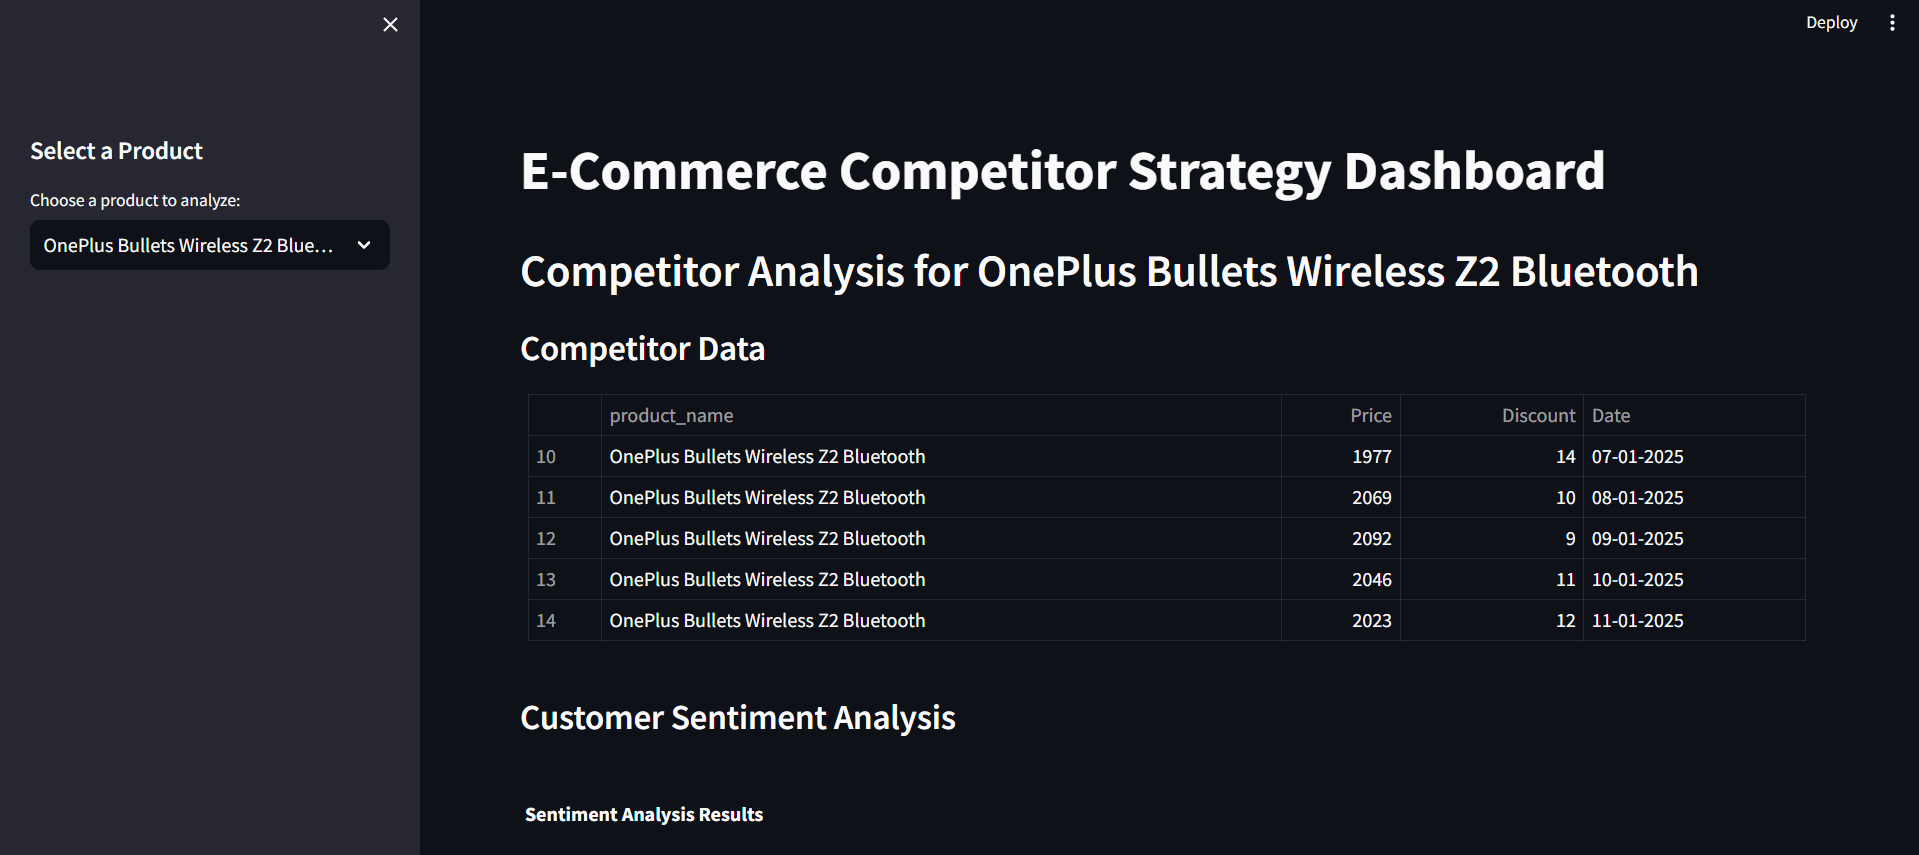 Deploy
Select a Product
Choose a product to analyze:
OnePlus Bullets Wireless Z2 Blue...
E-Commerce Competitor Strategy Dashboard
Competitor Analysis for OnePlus Bullets Wireless Z2 Bluetooth
Competitor Data
product_name Price Discount Date
10 OnePlus Bullets Wireless Z2 Bluetooth 1977 14 07-01-2025
11 OnePlus Bullets Wireless Z2 Bluetooth 2069 10 08-01-2025
12 OnePlus Bullets Wireless Z2 Bluetooth 2092 9 09-01-2025
13 OnePlus Bullets Wireless Z2 Bluetooth 2046 11 10-01-2025
14 OnePlus Bullets Wireless Z2 Bluetooth 2023 12 11-01-2025
Customer Sentiment Analysis
Sentiment Analysis Results